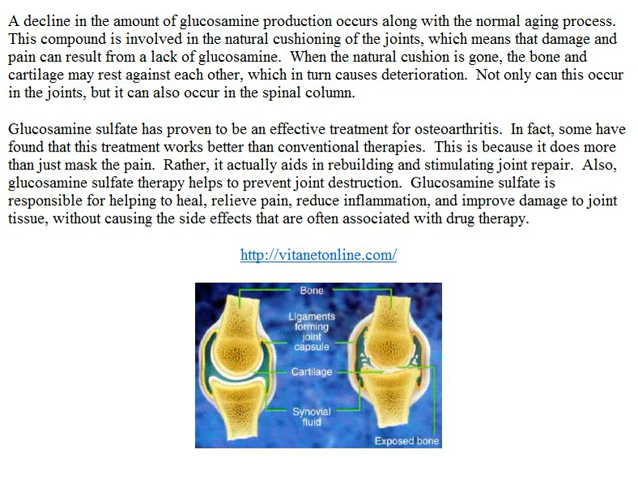 A decline in the amount of glucosamine production occurs along with the normal aging process.
This compound is involved in the natural cushioning of the joints, which means that damage and
pain can result from a lack of glucosamine.  When the natural cushion is gone, the bone and
cartilage may rest against each other, which in turn causes deterioration.  Not only can this occur
in the joints, but it can also occur in the spinal column.
Glucosamine sulfate has proven to be an effective treatment for osteoarthritis.  In fact, some have
found that this treatment works better than conventional therapies.  This is because it does more
than just mask the pain.  Rather, it actually aids in rebuilding and stimulating joint repair.  Also,
glucosamine sulfate therapy helps to prevent joint destruction.  Glucosamine sulfate is
responsible for helping to heal, relieve pain, reduce inflammation, and improve damage to joint
tissue, without causing the side effects that are often associated with drug therapy.
http://vitanetonline.com/
Bone
Ligaments
forming
joint
capsule
Cartilage
Synovial
fluid
Exposed bone